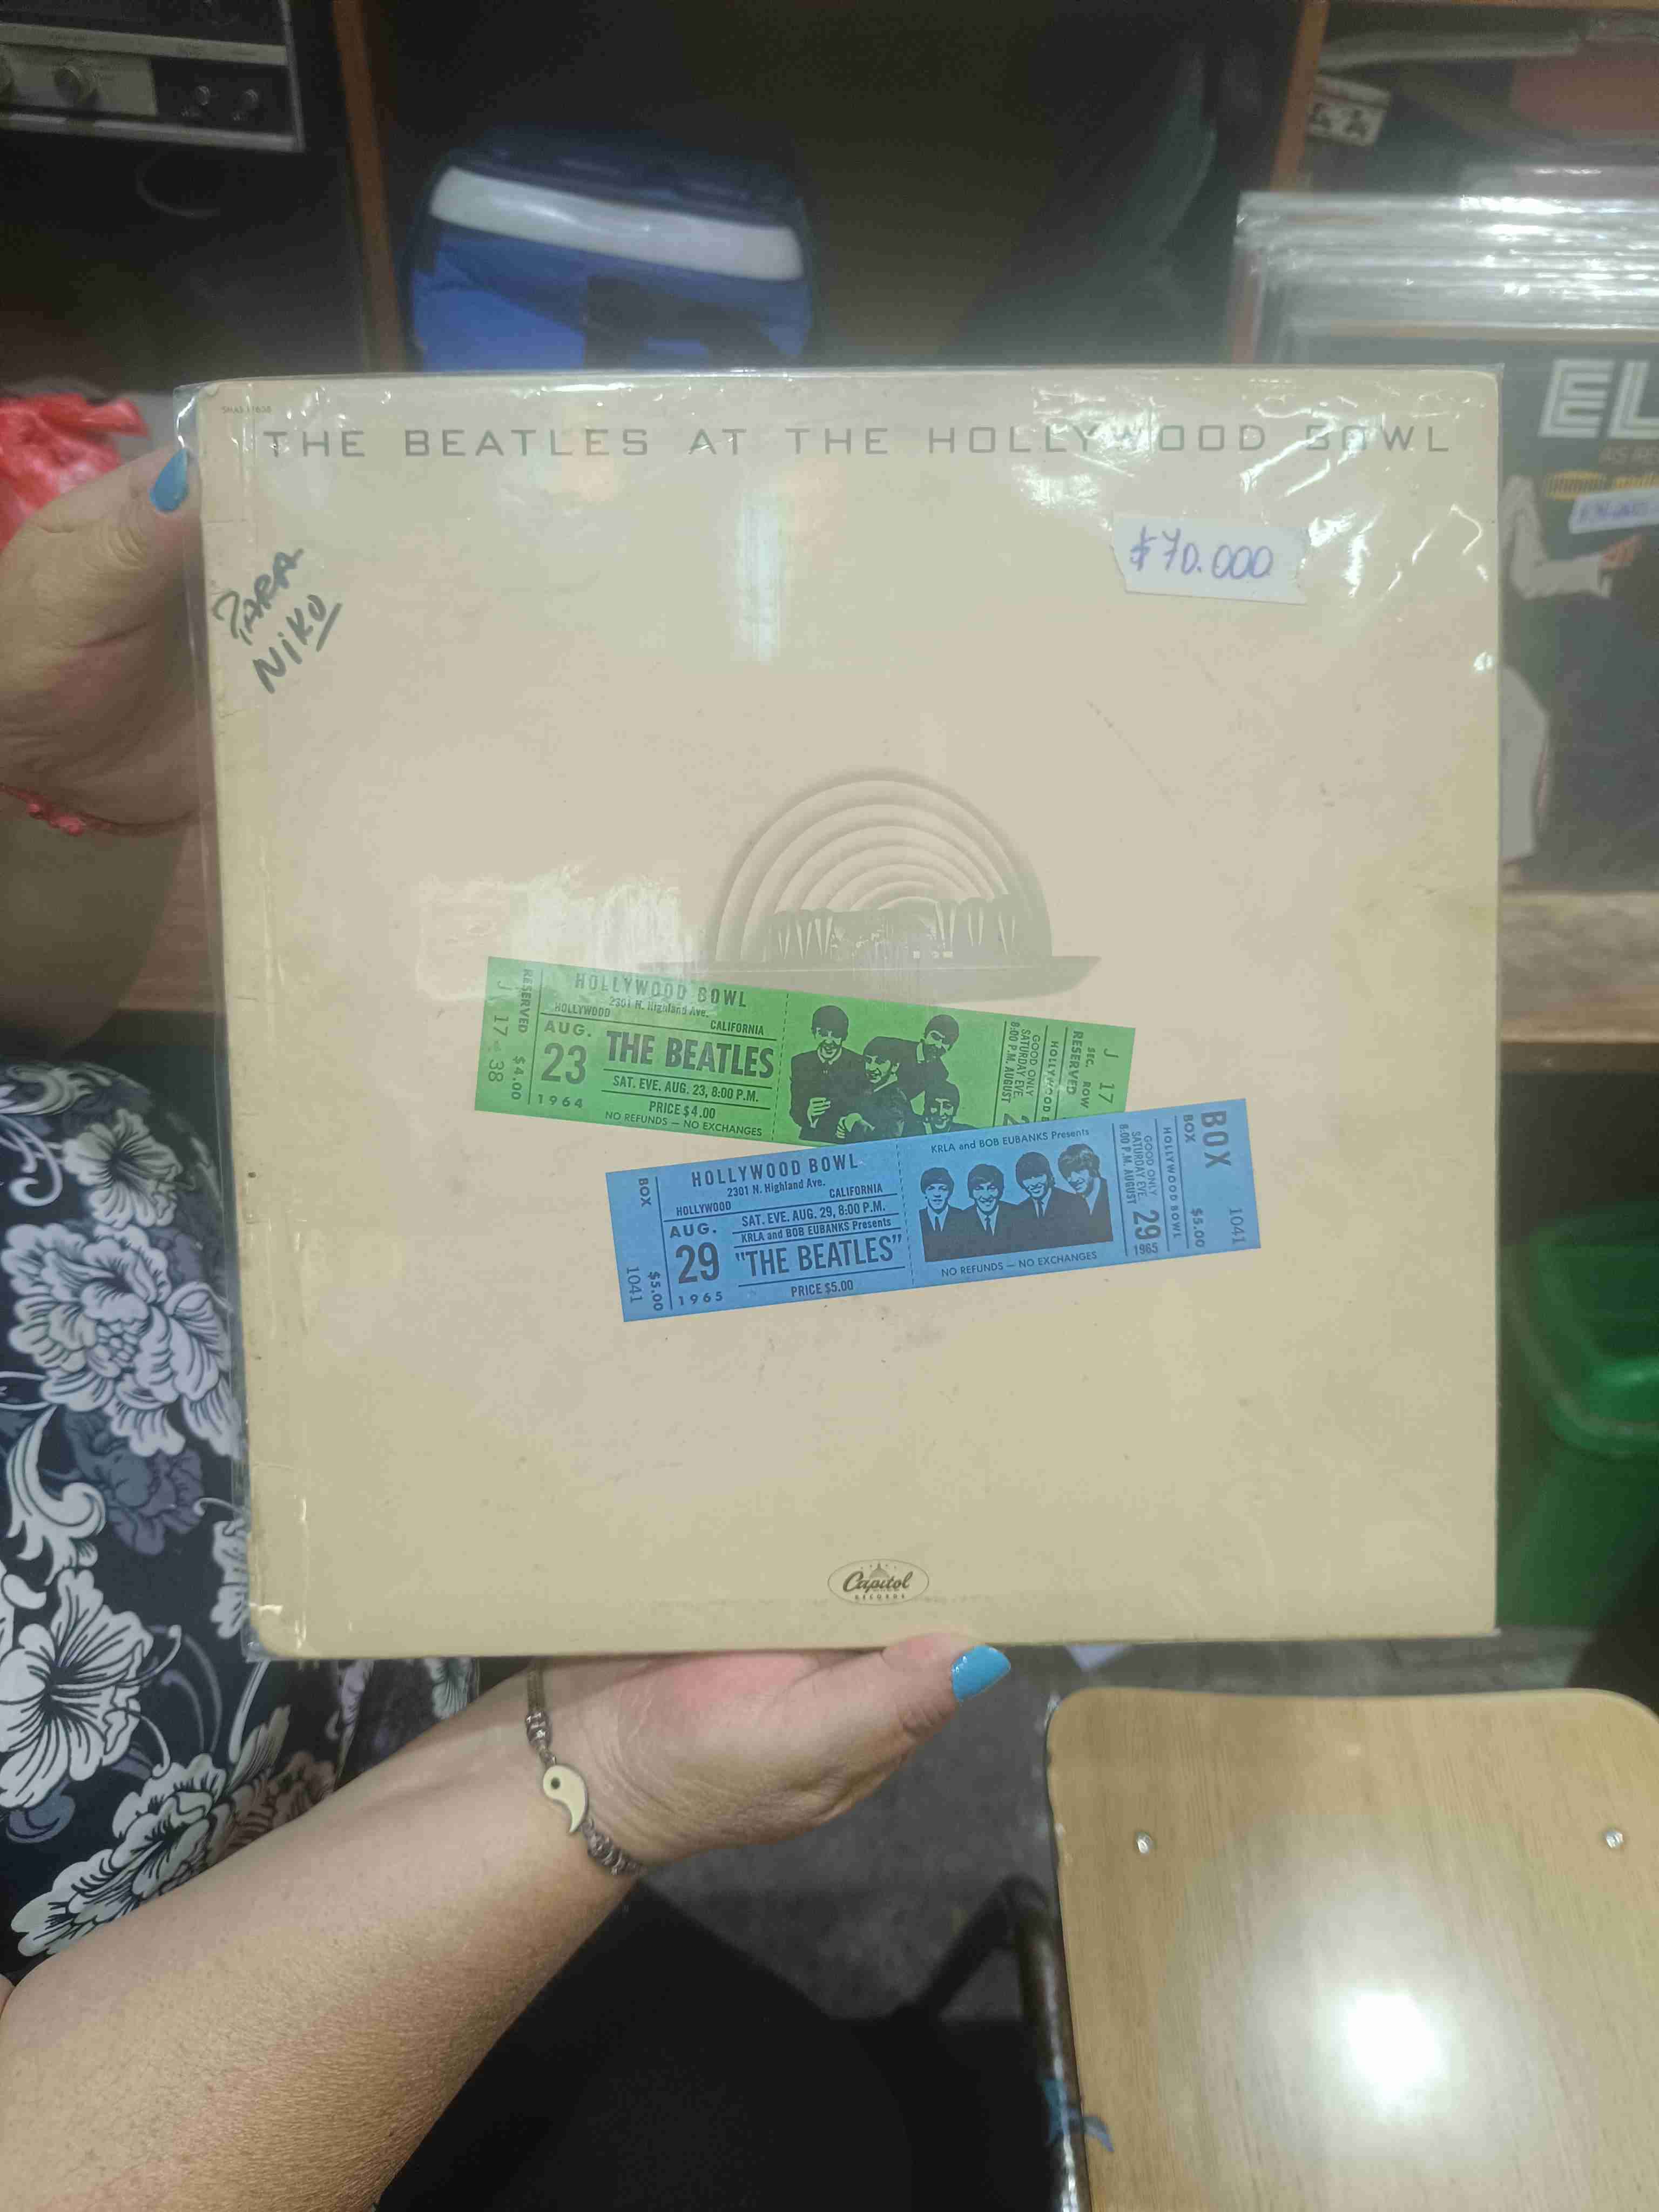 THE BEATLES AT THE HOLLYWOOD BOWL
$70.000
PARA
NIKO
EL
RESERVED $4.00
J 17 - 38
HOLLYWOOD BOWL
2301 N. Highland Ave.
HOLLYWOOD CALIFORNIA
AUG.
23
1964
THE BEATLES
SAT. EVE. AUG. 23, 8:00 P.M.
PRICE $4.00
NO REFUNDS — NO EXCHANGES
GOOD ONLY
SATURDAY EVE.
8:00 P.M. AUGUST
HOLLYWOOD B
RESERVED
SEC. ROW
J 17
BOX
1041
$5.00
HOLLYWOOD BOWL
2301 N. Highland Ave.
HOLLYWOOD CALIFORNIA
AUG.
29
1965
SAT. EVE. AUG. 29, 8:00 P.M.
KRLA and BOB EUBANKS Presents
"THE BEATLES"
PRICE $5.00
KRLA and BOB EUBANKS Presents
NO REFUNDS — NO EXCHANGES
GOOD ONLY
SATURDAY EVE.
8:00 P.M. AUGUST
29
1965
HOLLYWOOD BOWL
BOX $5.00
BOX 1041
Capitol
RECORDS